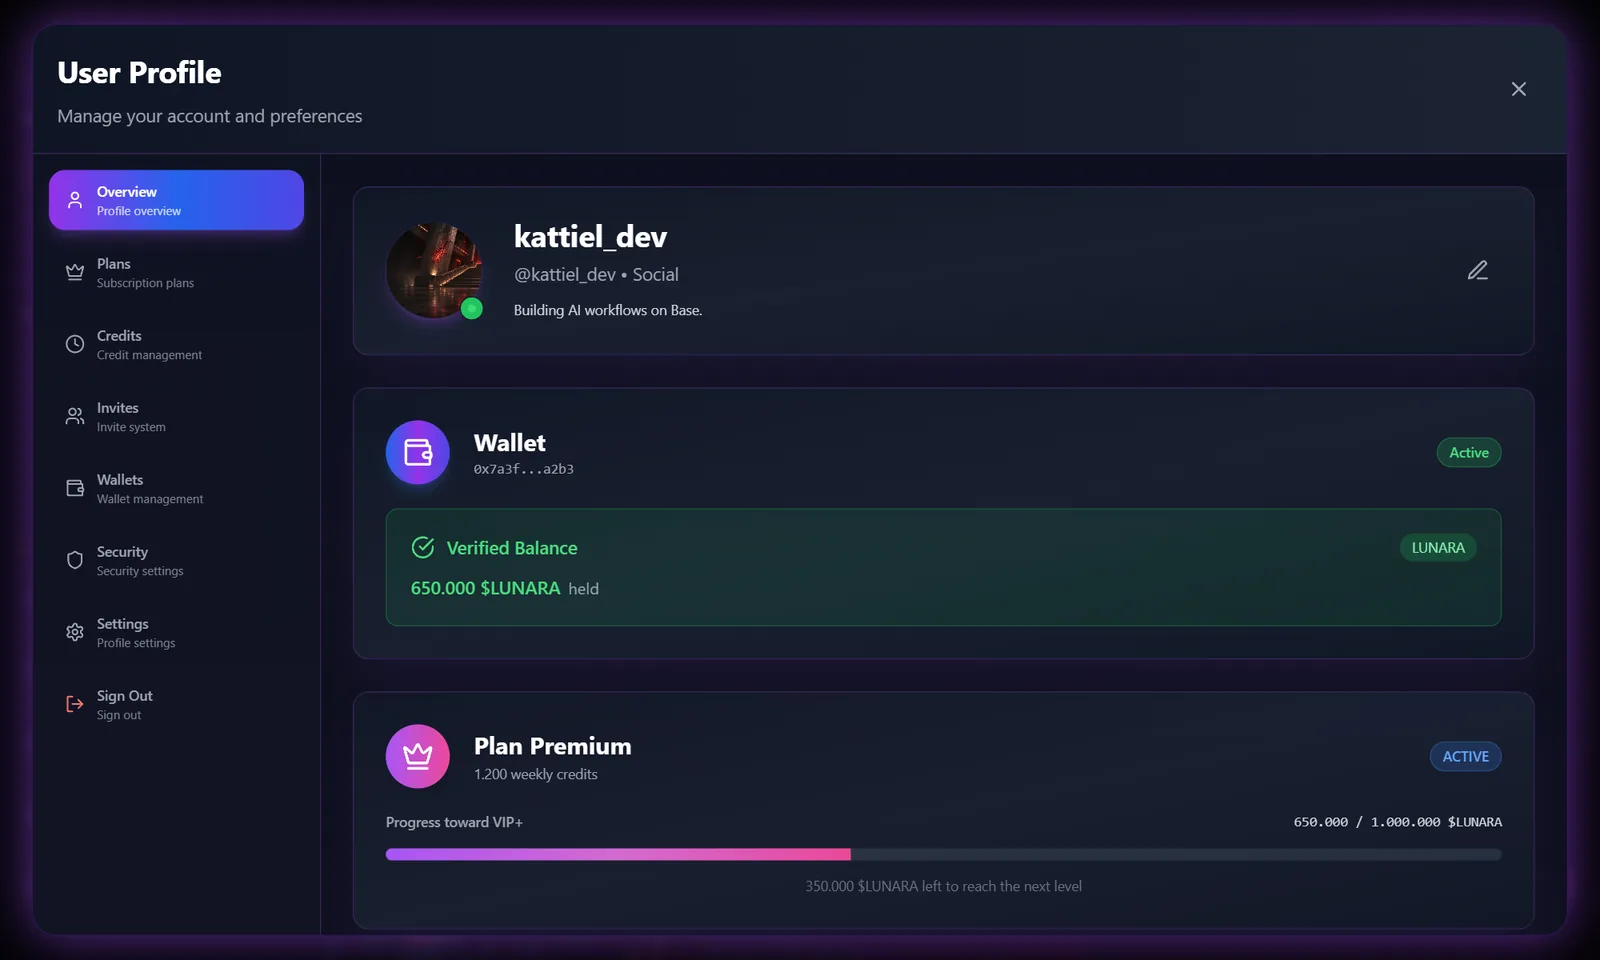 User Profile
Manage your account and preferences
Overview
Profile overview
Plans
Subscription plans
Credits
Credit management
Invites
Invite system
Wallets
Wallet management
Security
Security settings
Settings
Profile settings
Sign Out
Sign out
kattiel_dev
@kattiel_dev • Social
Building AI workflows on Base.
Wallet
0x7a3f...a2b3
Active
Verified Balance
LUNARA
650.000 $LUNARA held
Plan Premium
1.200 weekly credits
ACTIVE
Progress toward VIP+
650.000 / 1.000.000 $LUNARA
350.000 $LUNARA left to reach the next level